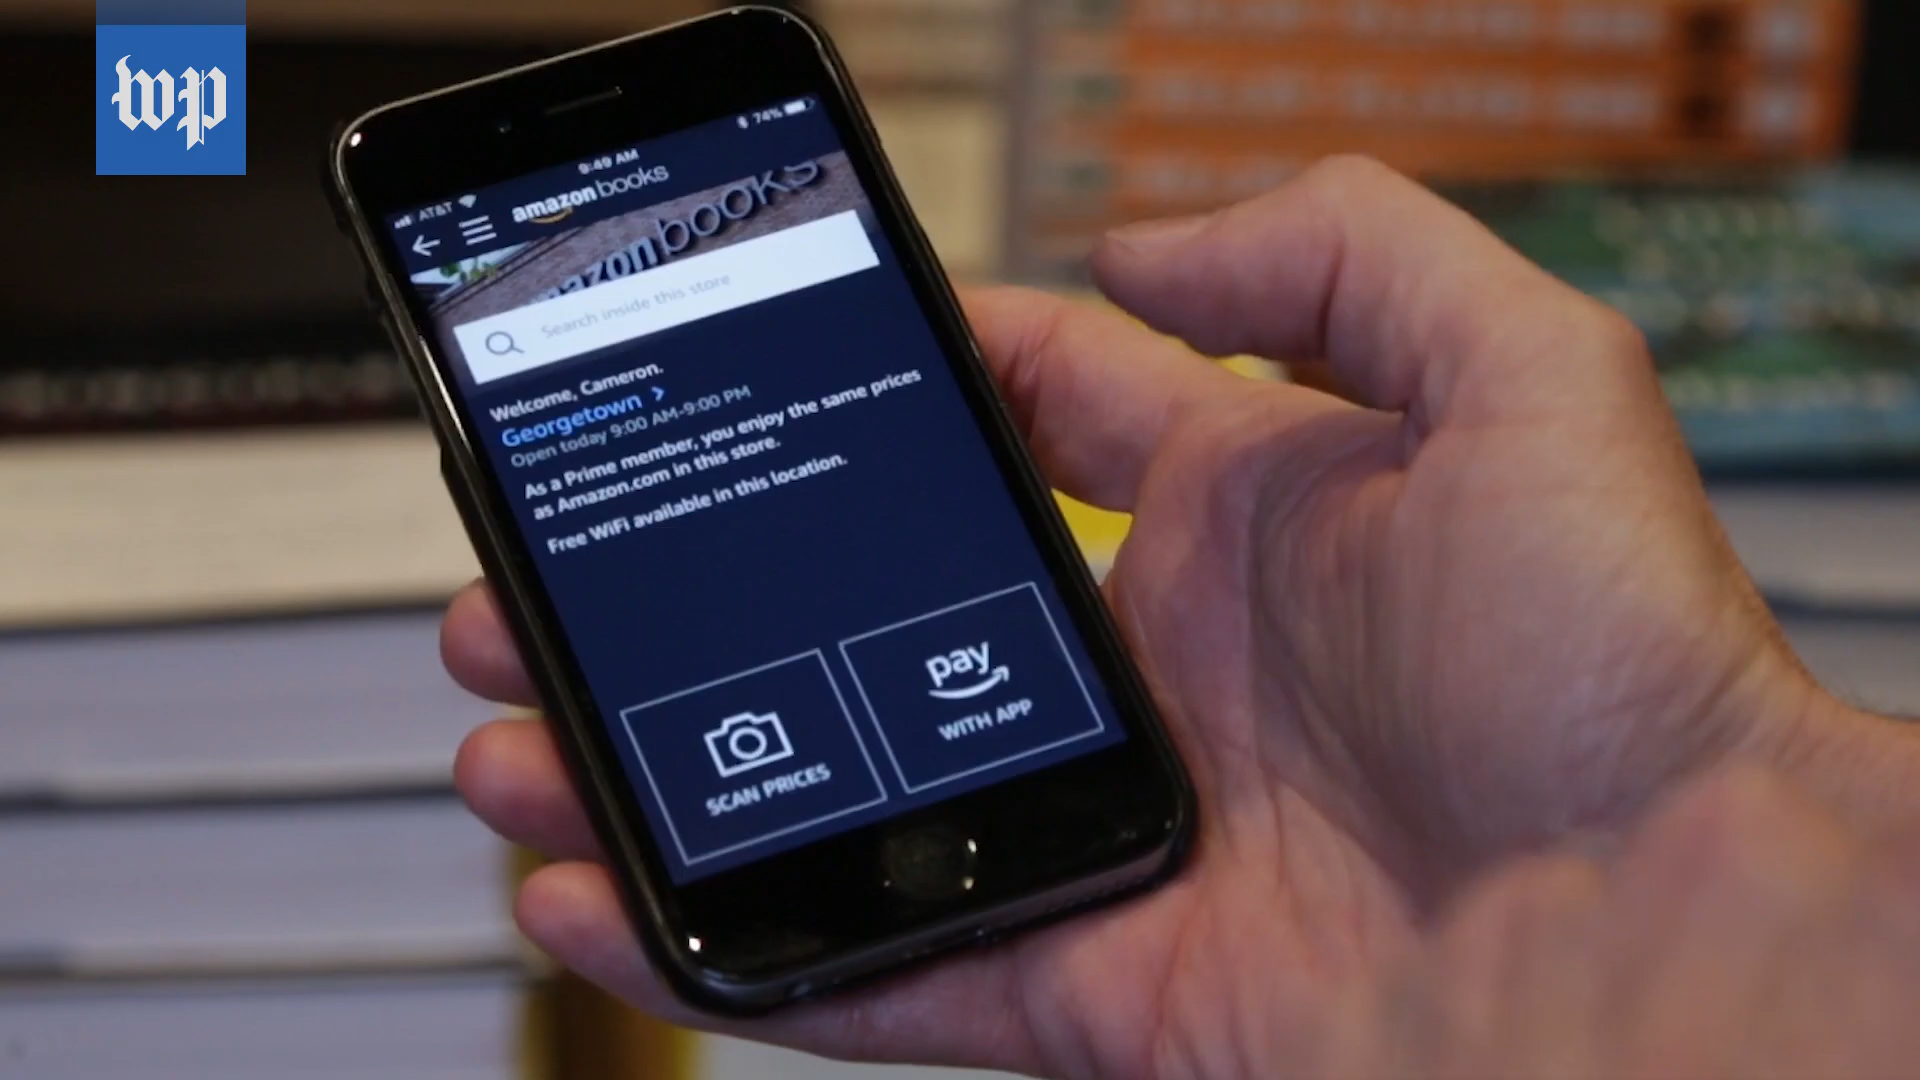 wp
AT&T
9:49 AM
74%
amazon books
amazon books
Search inside this store
Welcome, Cameron.
Georgetown >
Open today 9:00 AM-9:00 PM
As a Prime member, you enjoy the same prices
as Amazon.com in this store.
Free WiFi available in this location.
SCAN PRICES
pay
WITH APP